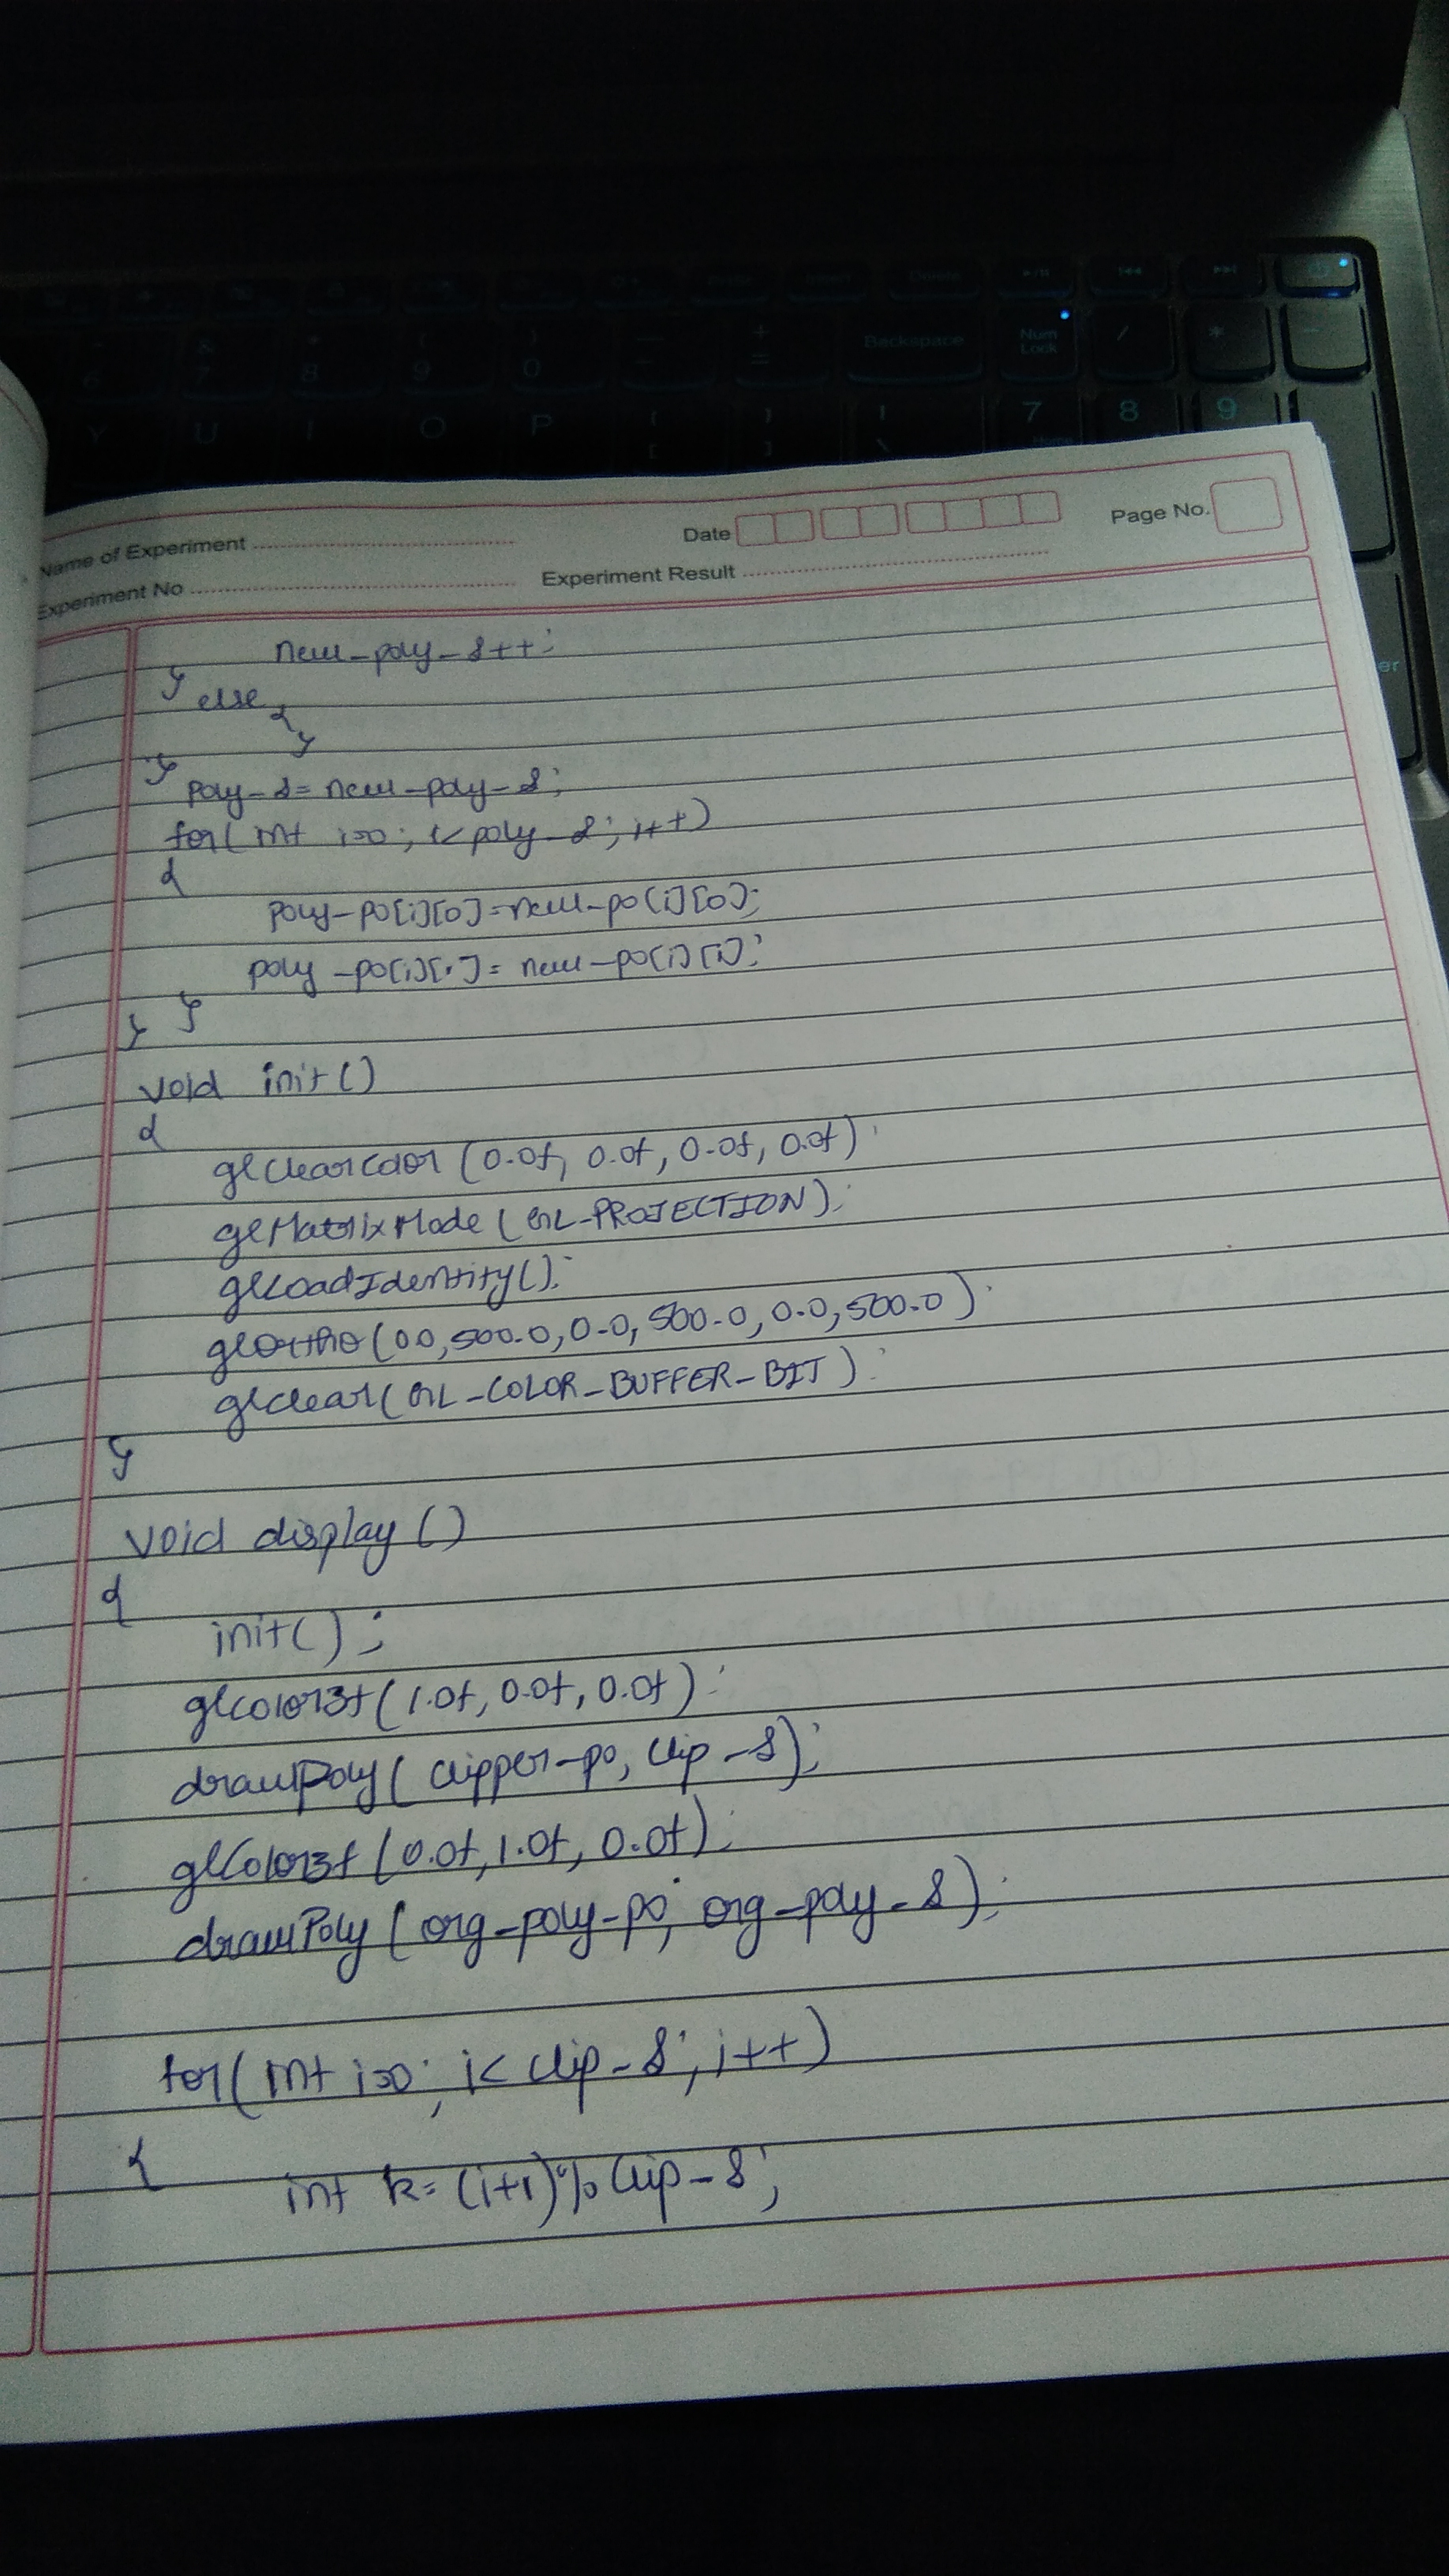 Backspace
Num Lock
/
*
-
6
7
8
9
0
Y U I O P
7 8 9
Name of Experiment
Date
Page No.
Experiment No
Experiment Result
new-poly-s++;
} else {
}
}
poly-s = new-poly-s;
for(int i=0; i<poly-s; i++)
{
poly-po[i][0]=new-po[i][0];
poly-po[i][1]= new-po[i][1];
}
}
void init()
{
glClearColor (0.0f, 0.0f, 0.0f, 0.0f);
glMatrixMode (GL-PROJECTION);
glLoadIdentity();
glOrtho(0.0, 500.0, 0.0, 500.0, 0.0, 500.0);
glClear(GL-COLOR-BUFFER-BIT);
}
void display ()
{
init();
glColor3f(1.0f, 0.0f, 0.0f);
drawPoly( clipper-po, clip-s);
glColor3f(0.0f, 1.0f, 0.0f);
drawPoly ( org-poly-po, org-poly-s);
for(int i=0; i< clip-s; i++)
{
int k= (i+1)%clip-s;